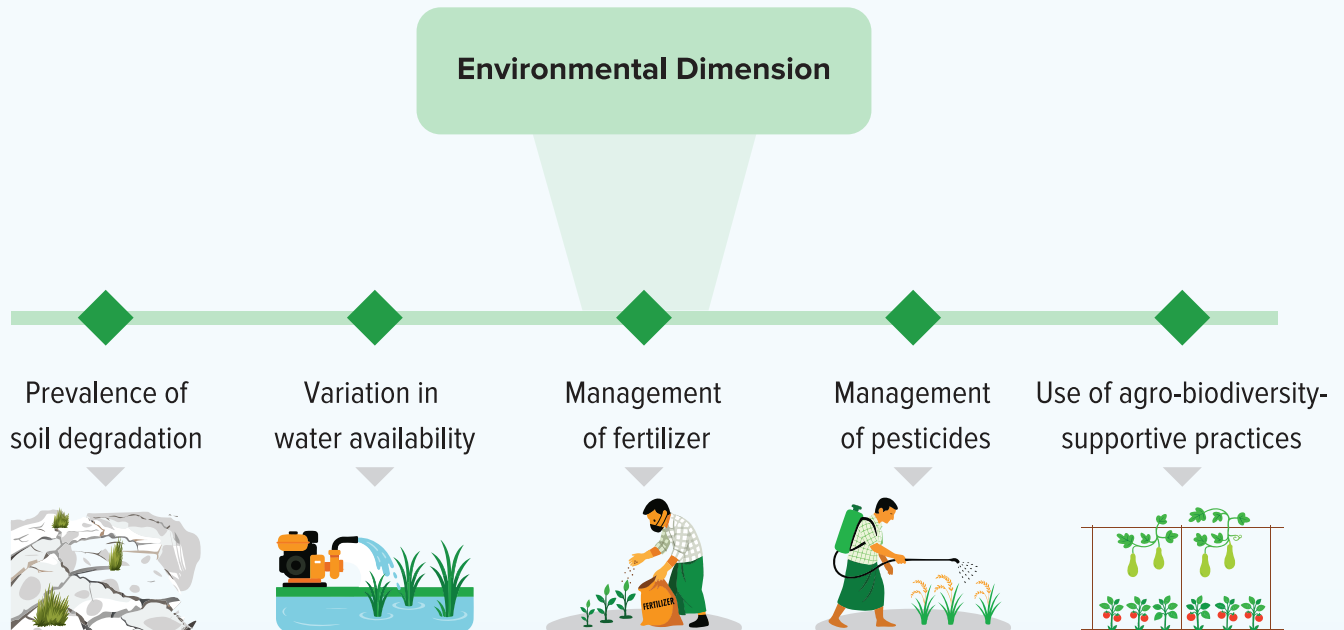 Environmental Dimension
Prevalence of
soil degradation
Variation in
water availability
Management
of fertilizer
Management
of pesticides
Use of agro-biodiversity-
supportive practices
FERTILIZER